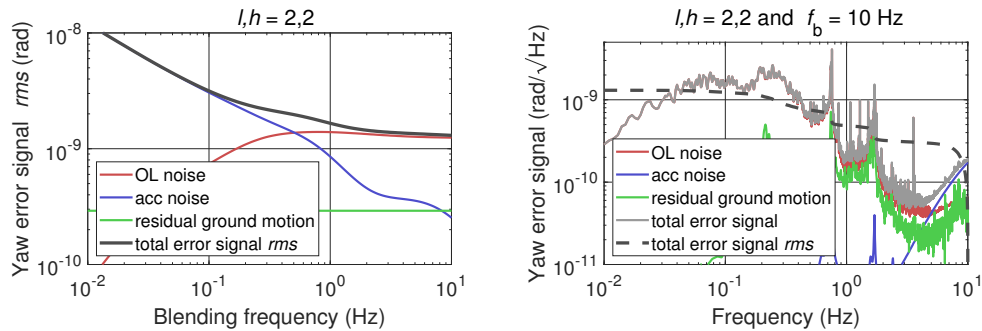 l,h = 2,2
Yaw error signal rms (rad)
10^-8
10^-9
10^-10
OL noise
acc noise
residual ground motion
total error signal rms
10^-2
10^-1
10^0
10^1
Blending frequency (Hz)
l,h = 2,2 and f_b = 10 Hz
Yaw error signal (rad/√Hz)
10^-9
10^-10
10^-11
OL noise
acc noise
residual ground motion
total error signal
total error signal rms
10^-2
10^-1
10^0
10^1
Frequency (Hz)